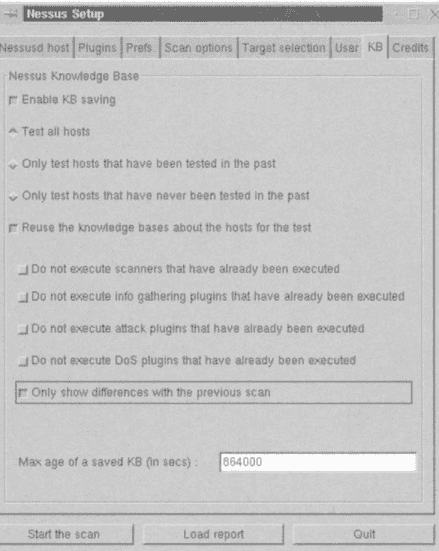 Nessus Setup
Nessusd host Plugins Prefs Scan options Target selection User KB Credits
Nessus Knowledge Base
Enable KB saving
Test all hosts
Only test hosts that have been tested in the past
Only test hosts that have never been tested in the past
Reuse the knowledge bases about the hosts for the test
Do not execute scanners that have already been executed
Do not execute info gathering plugins that have already been executed
Do not execute attack plugins that have already been executed
Do not execute DoS plugins that have already been executed
Only show differences with the previous scan
Max age of a saved KB (in secs) : 864000
Start the scan Load report Quit